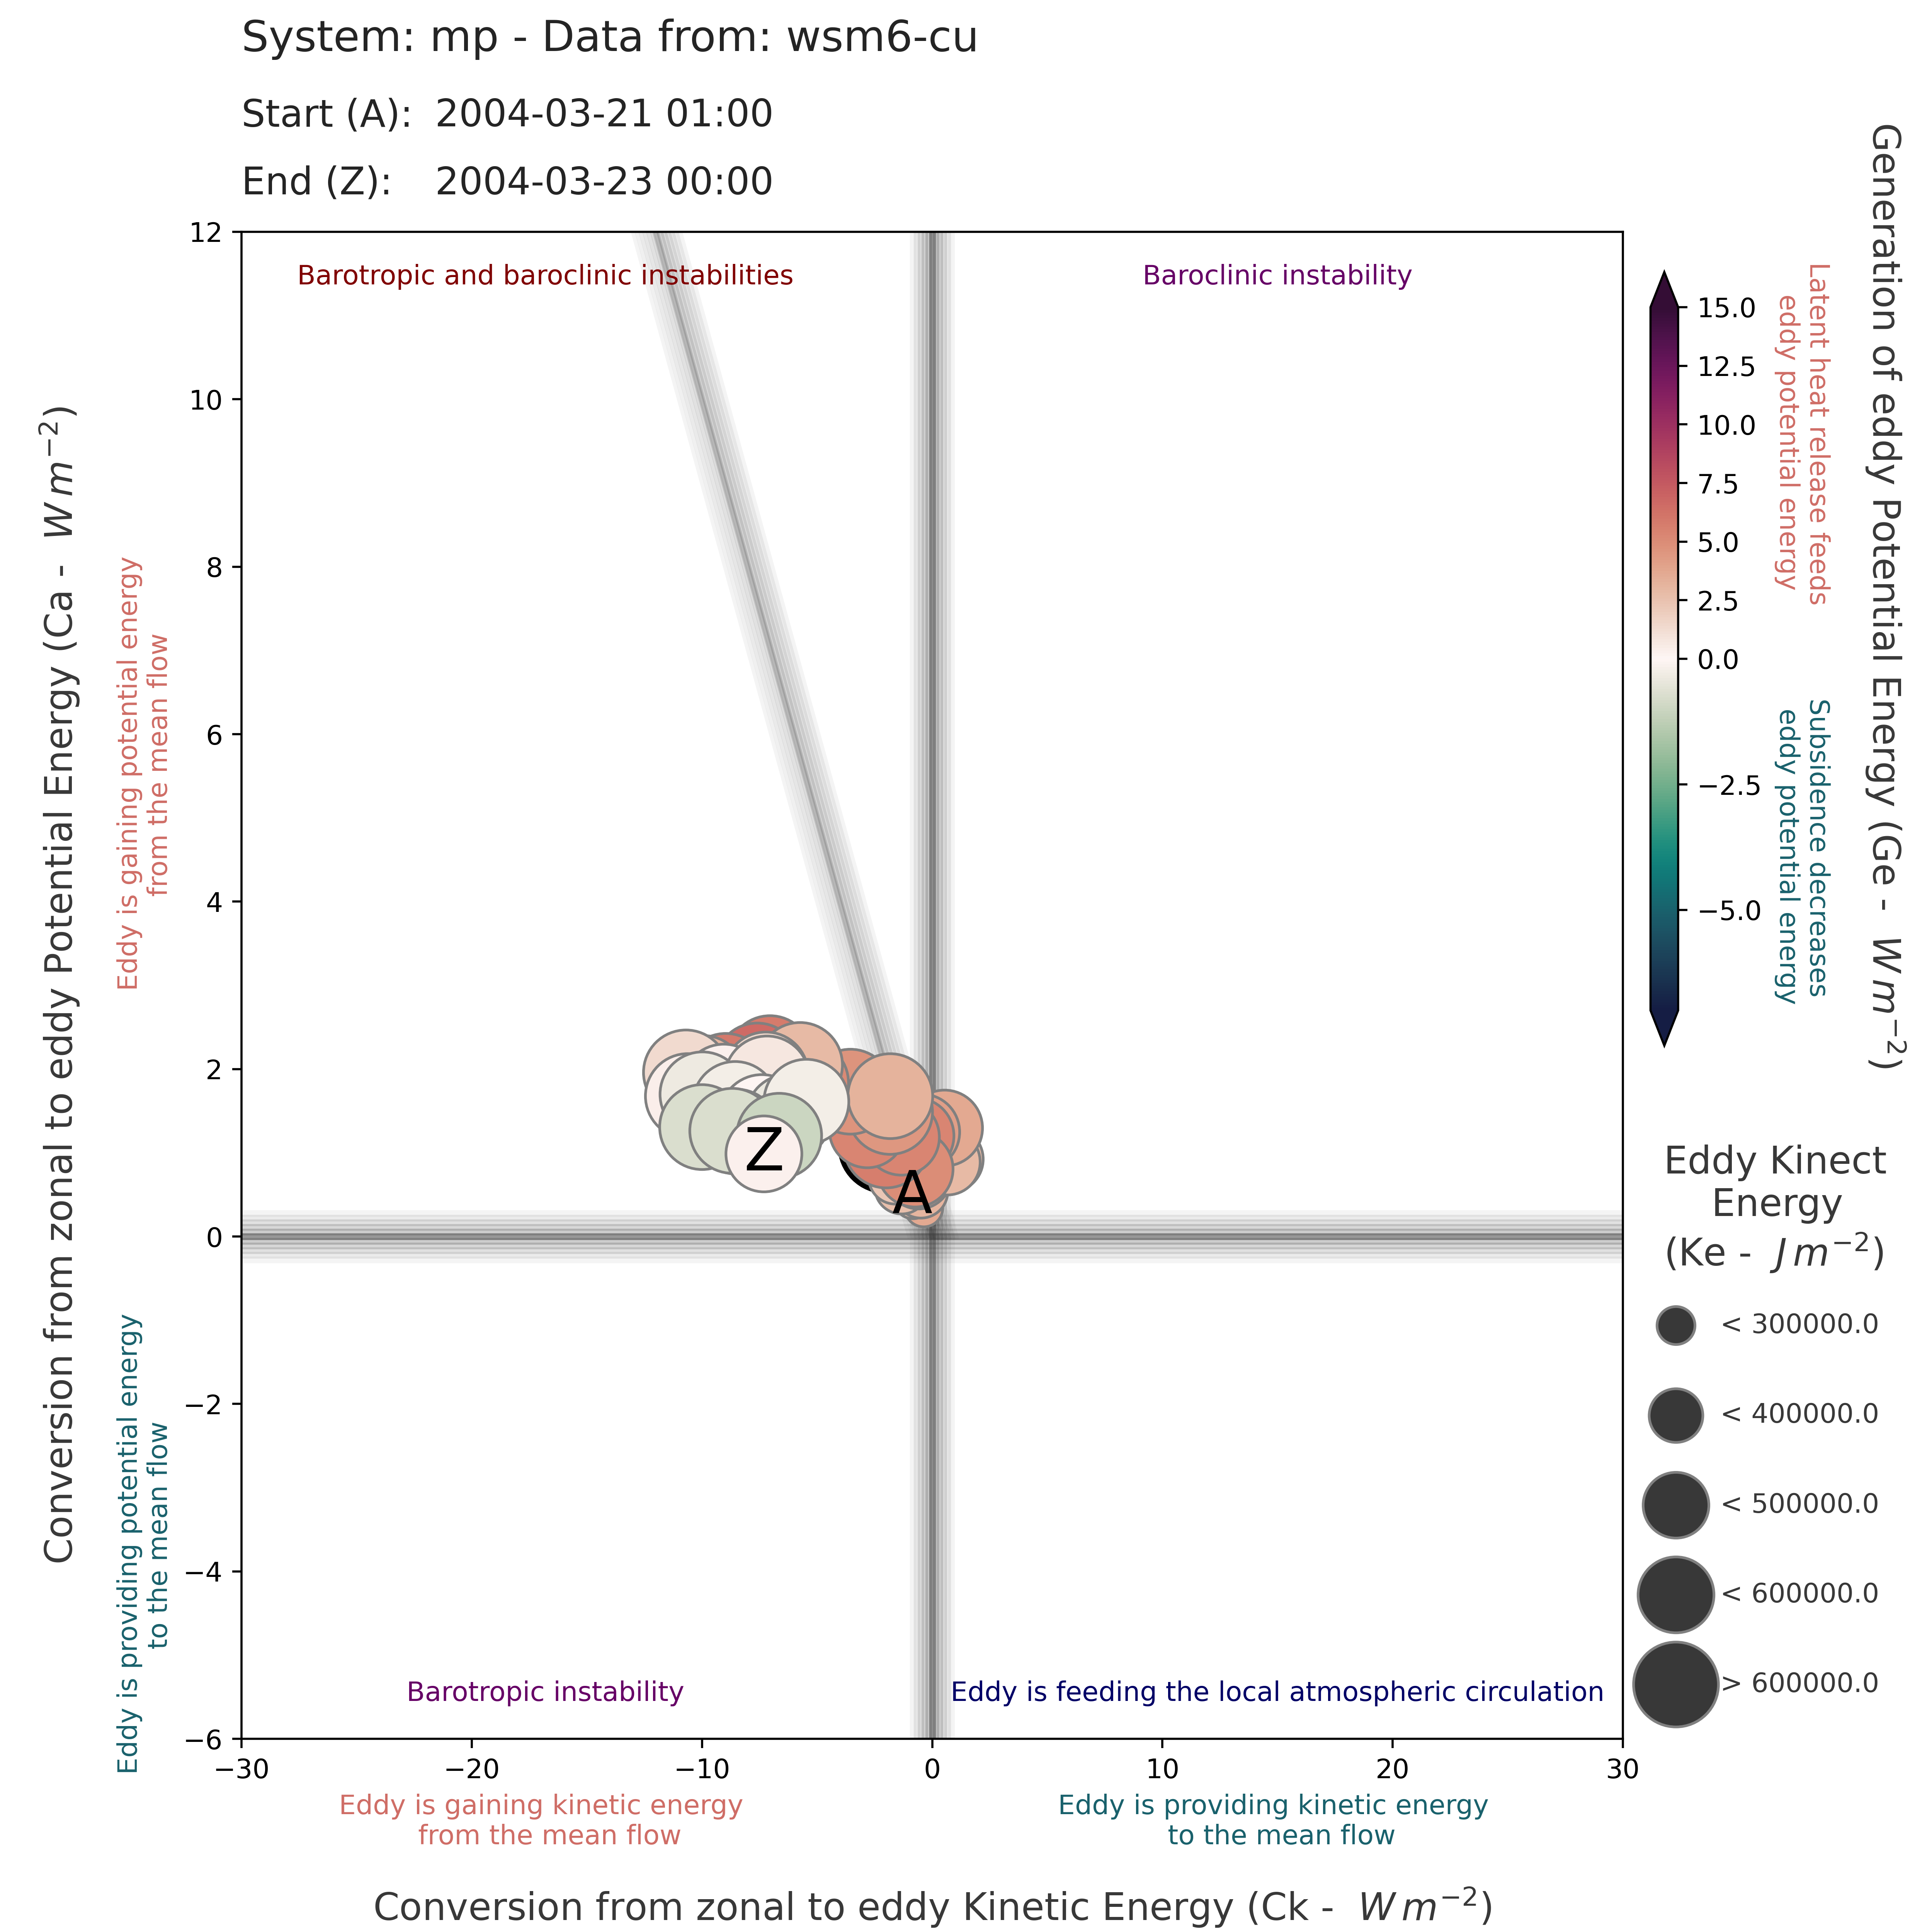 System: mp - Data from: wsm6-cu
Start (A): 2004-03-21 01:00
End (Z): 2004-03-23 00:00
Barotropic and baroclinic instabilities
Baroclinic instability
Barotropic instability
Eddy is feeding the local atmospheric circulation
Z
A
12
10
8
6
4
2
0
−2
−4
−6
−30
−20
−10
0
10
20
30
Conversion from zonal to eddy Potential Energy (Ca - W m⁻²)
Eddy is gaining potential energy
from the mean flow
Eddy is providing potential energy
to the mean flow
Eddy is gaining kinetic energy
from the mean flow
Eddy is providing kinetic energy
to the mean flow
Conversion from zonal to eddy Kinetic Energy (Ck - W m⁻²)
15.0
12.5
10.0
7.5
5.0
2.5
0.0
−2.5
−5.0
Latent heat release feeds
eddy potential energy
Subsidence decreases
eddy potential energy
Generation of eddy Potential Energy (Ge - W m⁻²)
Eddy Kinect
Energy
(Ke - J m⁻²)
< 300000.0
< 400000.0
< 500000.0
< 600000.0
> 600000.0